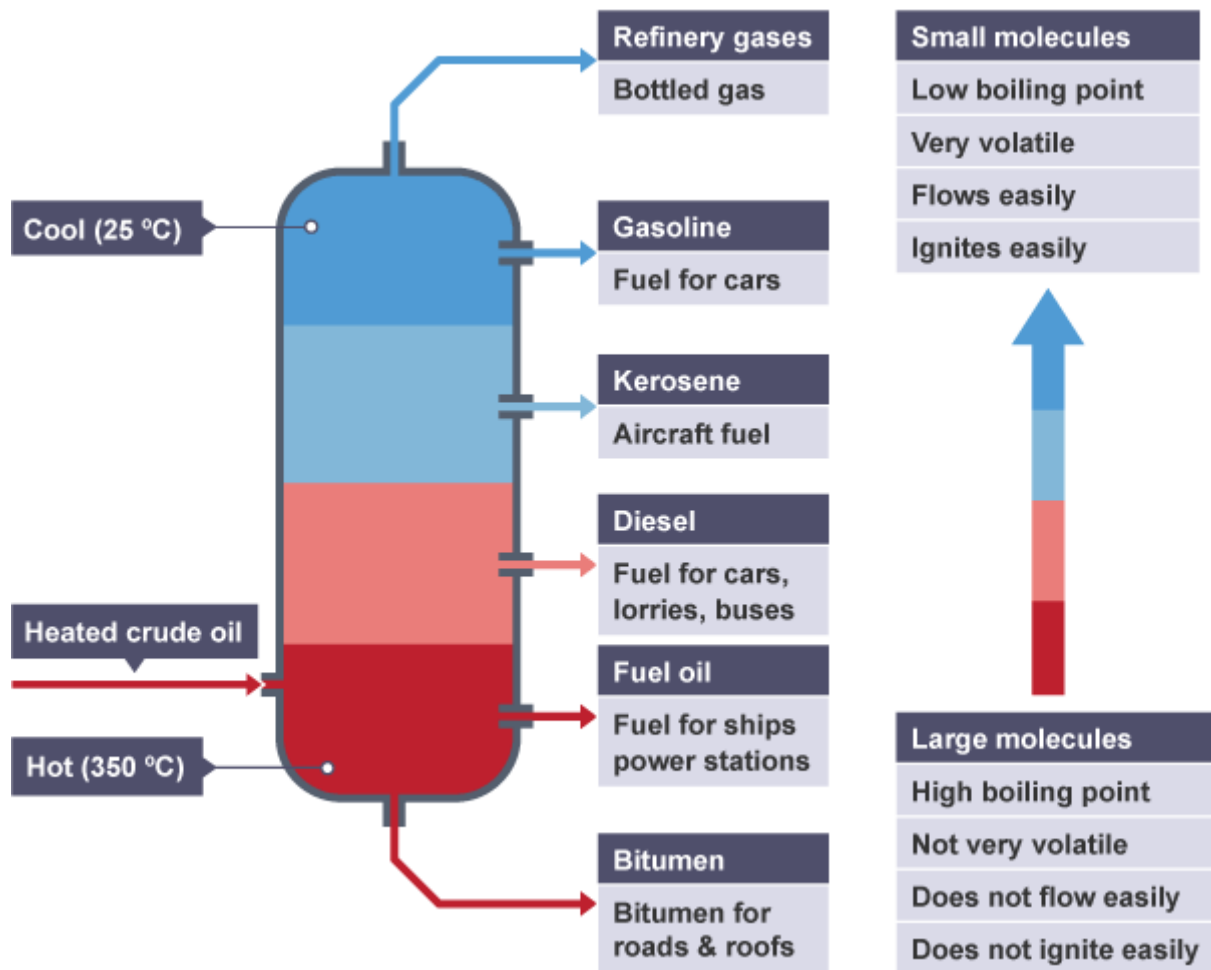 Refinery gases
Bottled gas
Small molecules
Low boiling point
Very volatile
Flows easily
Ignites easily
Cool (25 ºC)
Gasoline
Fuel for cars
Kerosene
Aircraft fuel
Diesel
Fuel for cars,
lorries, buses
Heated crude oil
Fuel oil
Fuel for ships
power stations
Hot (350 ºC)
Large molecules
High boiling point
Not very volatile
Does not flow easily
Does not ignite easily
Bitumen
Bitumen for
roads & roofs